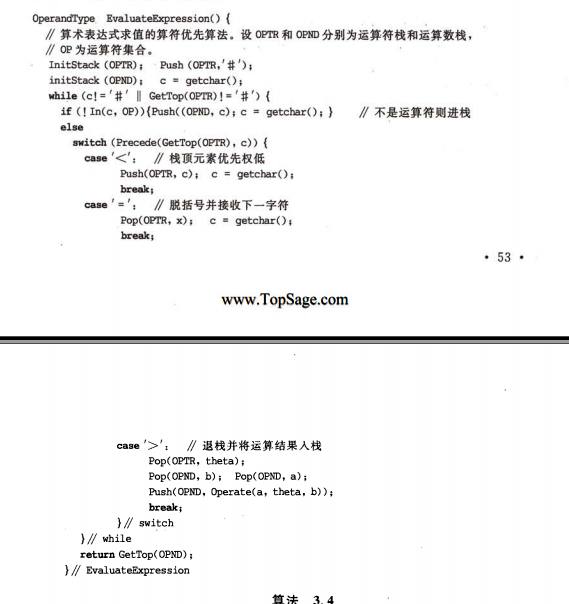 OperandType EvaluateExpression() {
// 算术表达式求值的算符优先算法。设 OPTR 和 OPND 分别为运算符栈和运算数栈，
// OP 为运算符集合。
InitStack (OPTR); Push (OPTR,'#');
initStack (OPND); c = getchar();
while (c!='#' || GetTop(OPTR)!='#') {
if (!In(c, OP)){Push((OPND, c); c = getchar(); } // 不是运算符则进栈
else
switch (Precede(GetTop(OPTR), c)) {
case '<': // 栈顶元素优先权低
Push(OPTR, c); c = getchar();
break;
case '=': // 脱括号并接收下一字符
Pop(OPTR, x); c = getchar();
break;
· 53 ·
www.TopSage.com
case '>': // 退栈并将运算结果入栈
Pop(OPTR, theta);
Pop(OPND, b); Pop(OPND, a);
Push(OPND, Operate(a, theta, b));
break;
}// switch
}// while
return GetTop(OPND);
}// EvaluateExpression
算法 3.4